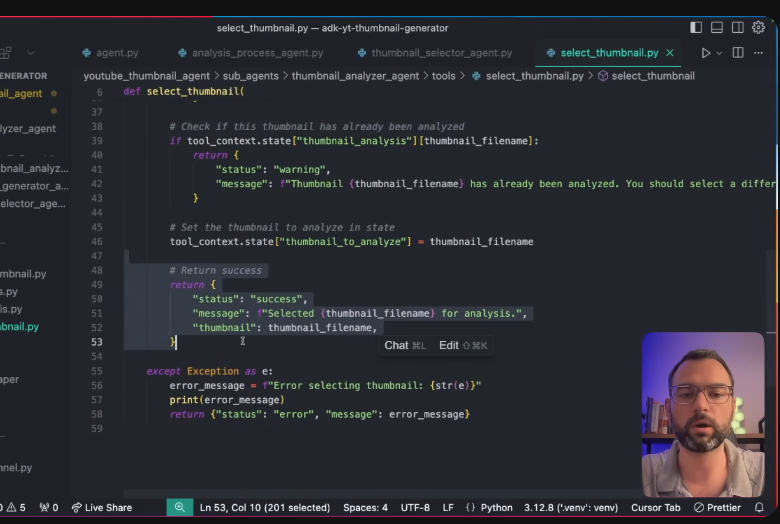 select_thumbnail.py — adk-yt-thumbnail-generator
agent.py
analysis_process_agent.py
thumbnail_selector_agent.py
select_thumbnail.py
ENERATOR
ail_agent
lyzer_agent
bnail_analyz...
_generator_a...
elector_age...
mbnail.py
s.py
is.py
bnail.py
aper
nnel.py
youtube_thumbnail_agent > sub_agents > thumbnail_analyzer_agent > tools > select_thumbnail.py > select_thumbnail
6 def select_thumbnail(
37
38 # Check if this thumbnail has already been analyzed
39 if tool_context.state["thumbnail_analysis"][thumbnail_filename]:
40 return {
41 "status": "warning",
42 "message": f"Thumbnail {thumbnail_filename} has already been analyzed. You should select a differ
43 }
44
45 # Set the thumbnail to analyze in state
46 tool_context.state["thumbnail_to_analyze"] = thumbnail_filename
47
48 # Return success
49 return {
50 "status": "success",
51 "message": f"Selected {thumbnail_filename} for analysis.",
52 "thumbnail": thumbnail_filename,
53 }
Chat ⌘L Edit ⇧⌘K
54
55 except Exception as e:
56 error_message = f"Error selecting thumbnail: {str(e)}"
57 print(error_message)
58 return {"status": "error", "message": error_message}
59
0 5 0 Live Share Ln 53, Col 10 (201 selected) Spaces: 4 UTF-8 LF {} Python 3.12.8 ('.venv': venv) Cursor Tab Prettier